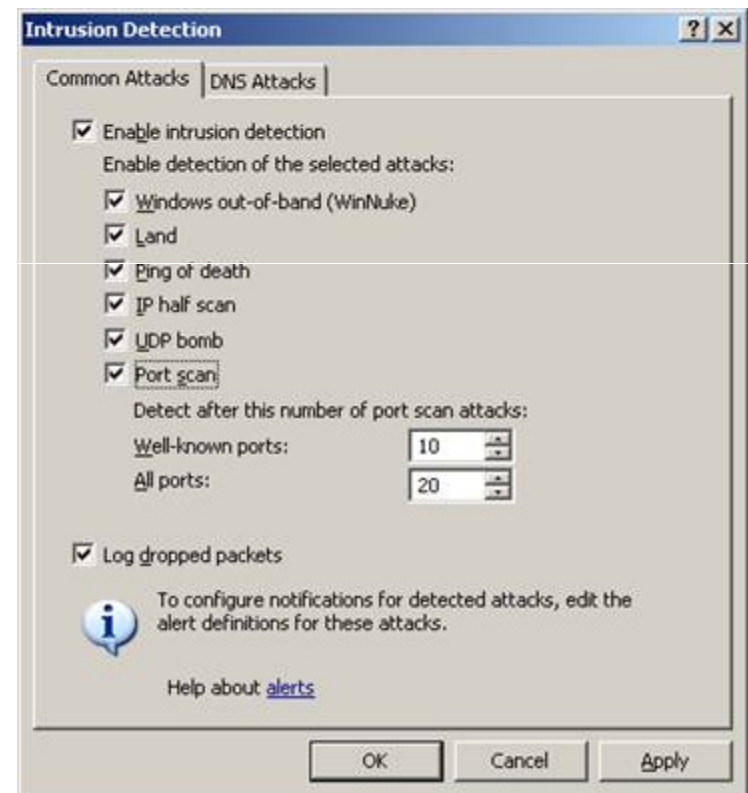 Intrusion Detection
Common Attacks
DNS Attacks
Enable intrusion detection
Enable detection of the selected attacks:
Windows out-of-band (WinNuke)
Land
Ping of death
IP half scan
UDP bomb
Port scan
Detect after this number of port scan attacks:
Well-known ports: 10
All ports: 20
Log dropped packets
To configure notifications for detected attacks, edit the
alert definitions for these attacks.
Help about alerts
OK Cancel Apply